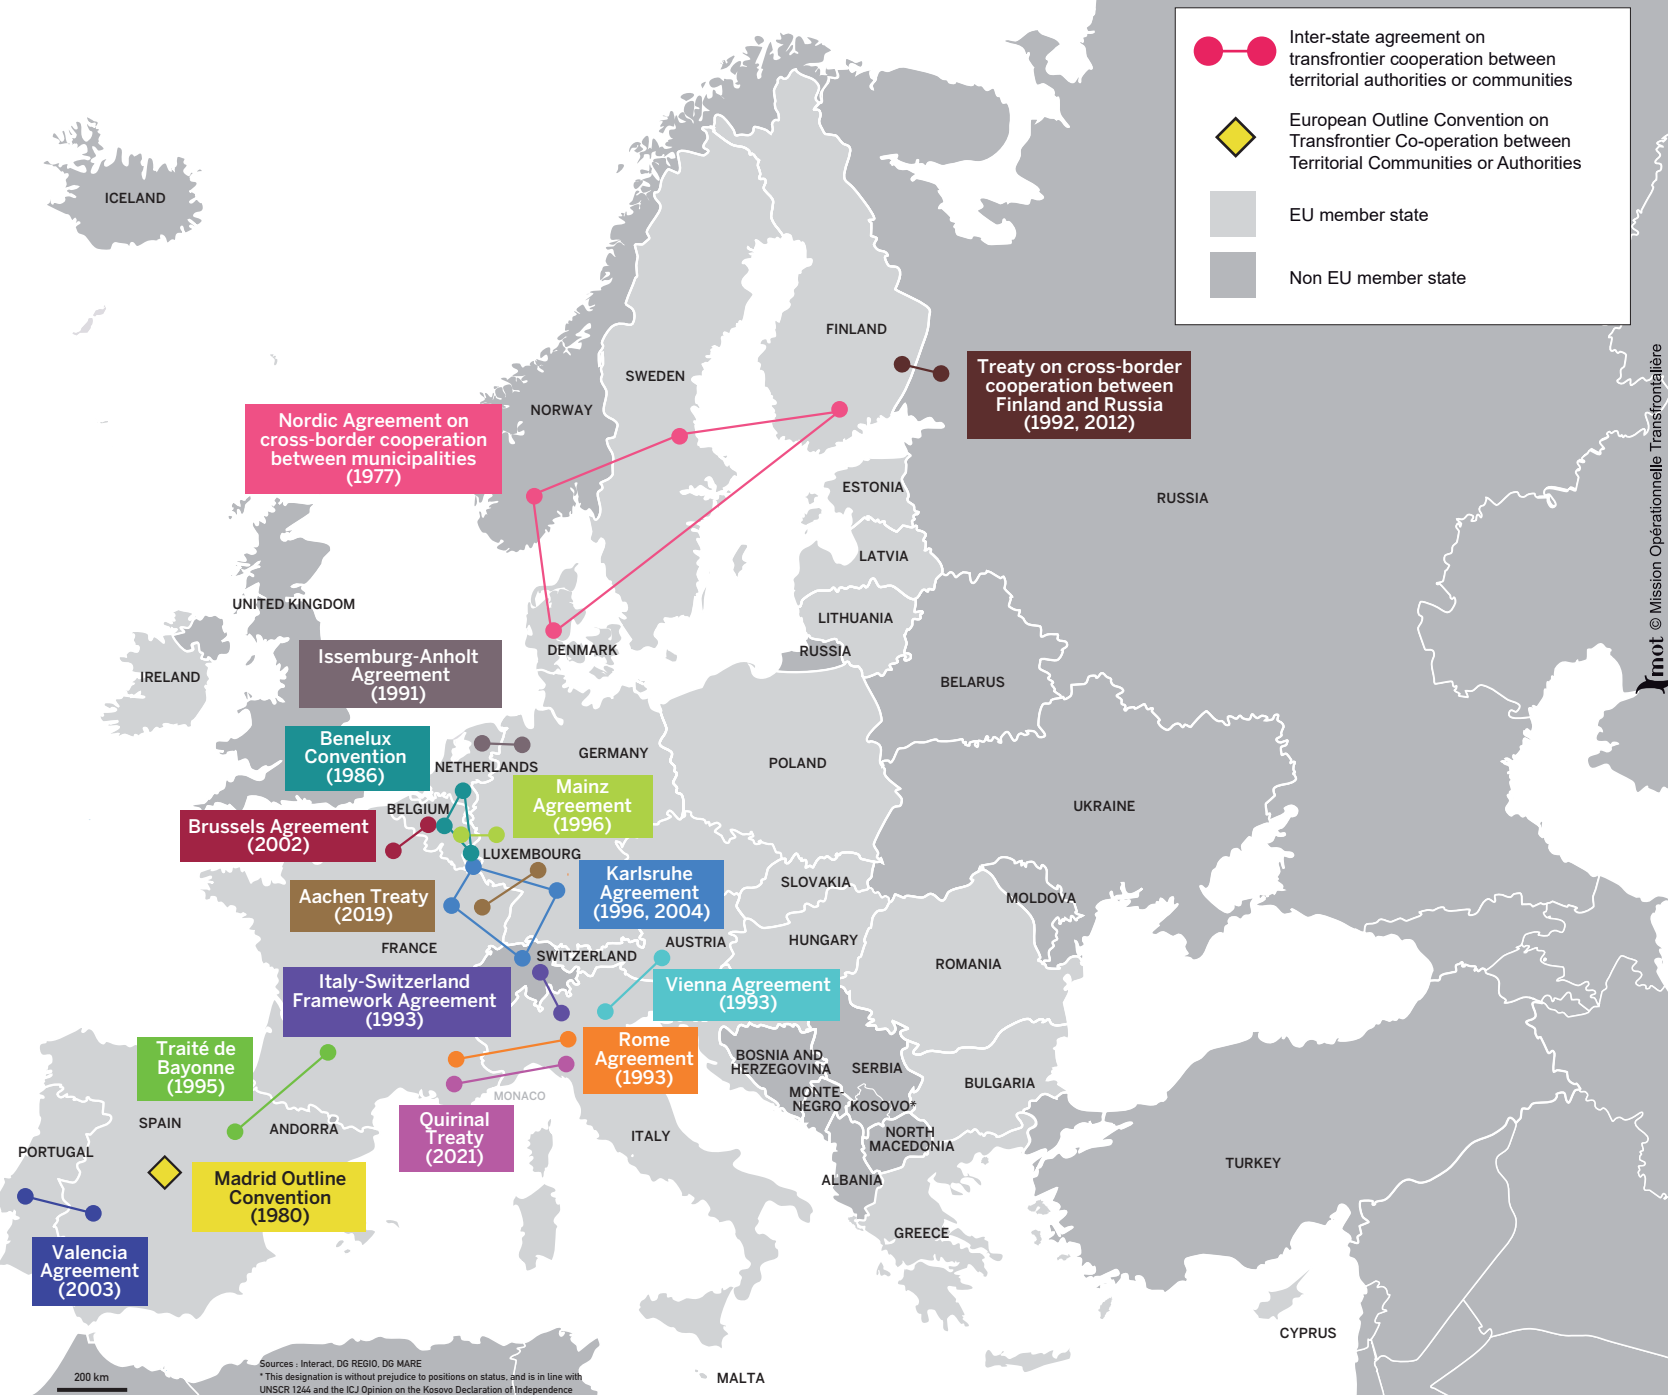 Inter-state agreement on
transfrontier cooperation between
territorial authorities or communities
European Outline Convention on
Transfrontier Co-operation between
Territorial Communities or Authorities
EU member state
Non EU member state
ICELAND
FINLAND
SWEDEN
NORWAY
Treaty on cross-border
cooperation between
Finland and Russia
(1992, 2012)
Nordic Agreement on
cross-border cooperation
between municipalities
(1977)
ESTONIA
RUSSIA
LATVIA
UNITED KINGDOM
LITHUANIA
DENMARK
RUSSIA
IRELAND
Issemburg-Anholt
Agreement
(1991)
BELARUS
Benelux
Convention
(1986)
GERMANY
NETHERLANDS
POLAND
Mainz
Agreement
(1996)
BELGIUM
UKRAINE
Brussels Agreement
(2002)
LUXEMBOURG
Karlsruhe
Agreement
(1996, 2004)
SLOVAKIA
Aachen Treaty
(2019)
MOLDOVA
FRANCE
SWITZERLAND
AUSTRIA
HUNGARY
ROMANIA
Italy-Switzerland
Framework Agreement
(1993)
Vienna Agreement
(1993)
Traité de
Bayonne
(1995)
Rome
Agreement
(1993)
BOSNIA AND
HERZEGOVINA
SERBIA
BULGARIA
MONTE-
NEGRO
KOSOVO*
MONACO
Quirinal
Treaty
(2021)
SPAIN
ANDORRA
ITALY
NORTH
MACEDONIA
PORTUGAL
TURKEY
Madrid Outline
Convention
(1980)
ALBANIA
GREECE
Valencia
Agreement
(2003)
CYPRUS
MALTA
200 km
Sources : Interact, DG REGIO, DG MARE
* This designation is without prejudice to positions on status, and is in line with
UNSCR 1244 and the ICJ Opinion on the Kosovo Declaration of Independence
mot © Mission Opérationnelle Transfrontalière